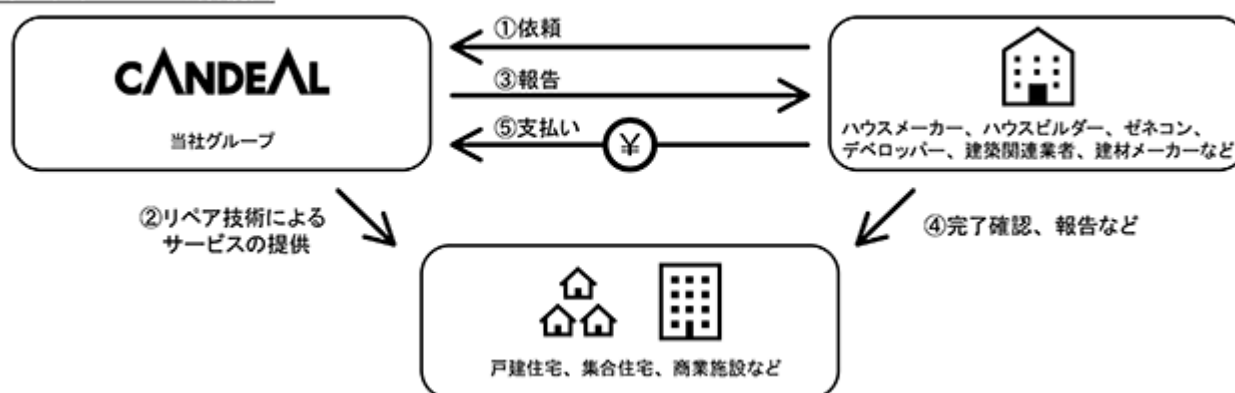 ①依頼
CANDEAL
③報告
当社グループ
⑤支払い
¥
ハウスメーカー、ハウスビルダー、ゼネコン、
デベロッパー、建築関連業者、建材メーカーなど
②リペア技術による
サービスの提供
④完了確認、報告など
戸建住宅、集合住宅、商業施設など